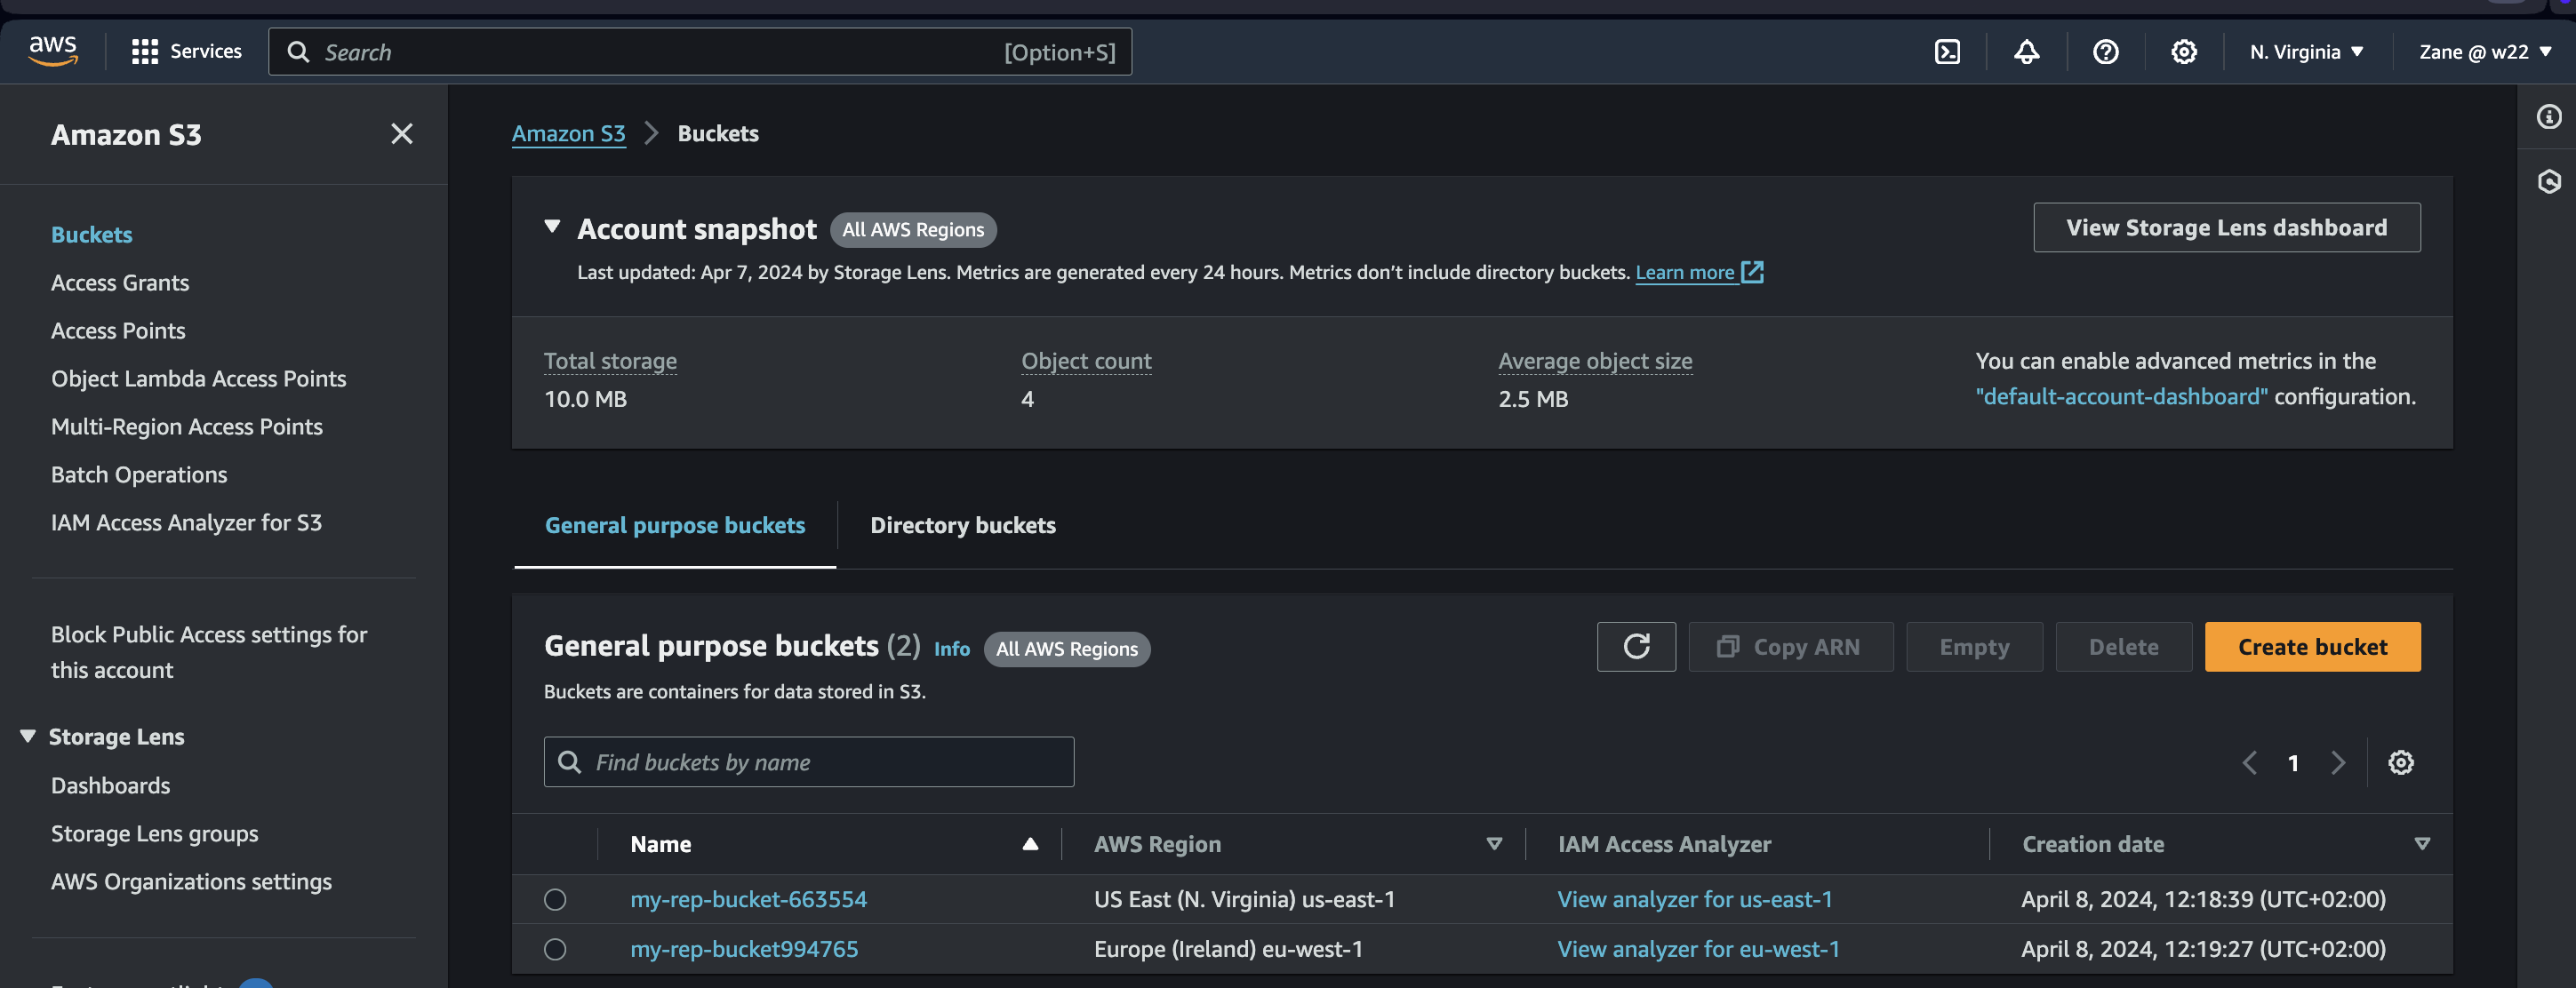 aws
Services
Search
[Option+S]
N. Virginia
Zane @ w22
Amazon S3
Buckets
Access Grants
Access Points
Object Lambda Access Points
Multi-Region Access Points
Batch Operations
IAM Access Analyzer for S3
Block Public Access settings for
this account
Storage Lens
Dashboards
Storage Lens groups
AWS Organizations settings
Amazon S3
Buckets
Account snapshot
All AWS Regions
View Storage Lens dashboard
Last updated: Apr 7, 2024 by Storage Lens. Metrics are generated every 24 hours. Metrics don’t include directory buckets. Learn more
Total storage
10.0 MB
Object count
4
Average object size
2.5 MB
You can enable advanced metrics in the
"default-account-dashboard" configuration.
General purpose buckets
Directory buckets
General purpose buckets (2) Info
All AWS Regions
Copy ARN
Empty
Delete
Create bucket
Buckets are containers for data stored in S3.
Find buckets by name
1
Name
AWS Region
IAM Access Analyzer
Creation date
my-rep-bucket-663554
US East (N. Virginia) us-east-1
View analyzer for us-east-1
April 8, 2024, 12:18:39 (UTC+02:00)
my-rep-bucket994765
Europe (Ireland) eu-west-1
View analyzer for eu-west-1
April 8, 2024, 12:19:27 (UTC+02:00)